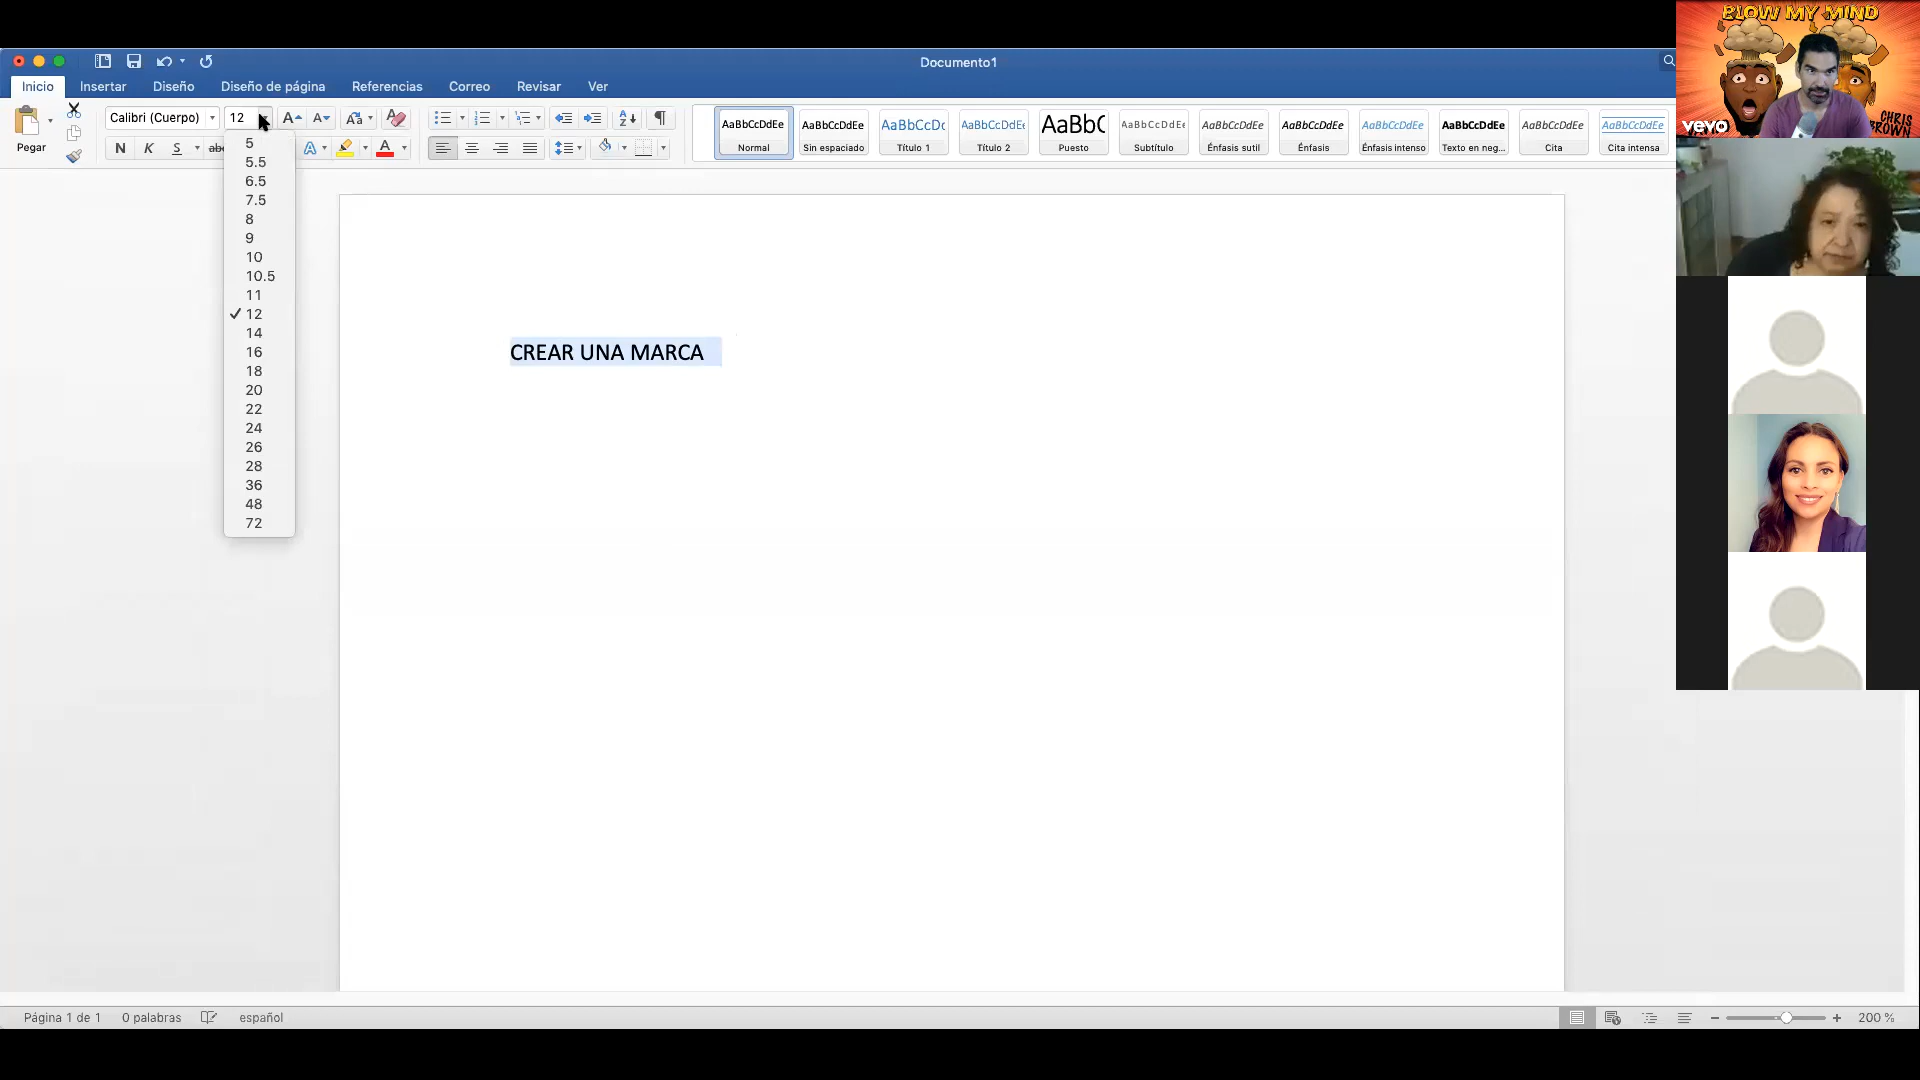 BLOW MY MIND
vevo
CHRIS
BROWN
Documento1
Inicio Insertar Diseño Diseño de página Referencias Correo Revisar Ver
Pegar
Calibri (Cuerpo) 12
N K S abc
AaBbCcDdEe AaBbCcDdEe AaBbCcDc AaBbCcDdEe AaBbC AaBbCcDdEe AaBbCcDdEe AaBbCcDdEe AaBbCcDdEe AaBbCcDdEe AaBbCcDdEe AaBbCcDdEe
Normal Sin espaciado Título 1 Título 2 Puesto Subtítulo Énfasis sutil Énfasis Énfasis intenso Texto en neg... Cita Cita intensa
5
5.5
6.5
7.5
8
9
10
10.5
11
✓ 12
14
16
18
20
22
24
26
28
36
48
72
CREAR UNA MARCA
Página 1 de 1 0 palabras español 200 %